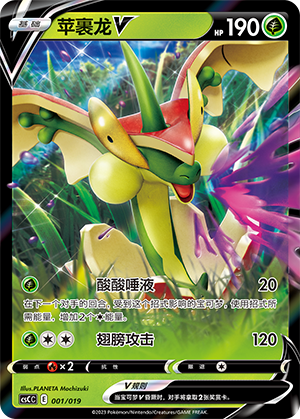 基础 苹裹龙V HP 190
酸酸唾液 20
在下一个对手的回合，受到这个招式影响的宝可梦，使用招式所
需能量，增加2个能量。
翅膀攻击 120
弱点 ×2 抵抗力 撤退
V规则
当宝可梦V昏厥时，对手将拿取2张奖赏卡。
Illus.PLANETA Mochizuki
csCC E 001/019
©2023 Pokémon/Nintendo/Creatures/GAME FREAK